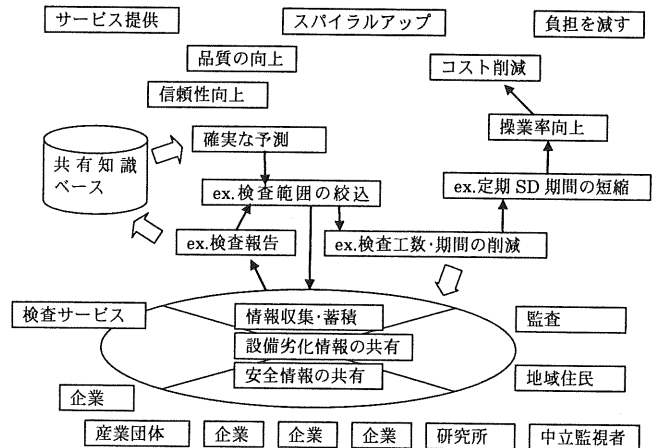 サービス提供
スパイラルアップ
負担を減す
品質の向上
コスト削減
信頼性向上
操業率向上
確実な予測
共有知識
ベース
ex.定期SD期間の短縮
ex.検査範囲の絞込
ex.検査報告
ex.検査工数・期間の削減
検査サービス
情報収集・蓄積
監査
設備劣化情報の共有
安全情報の共有
地域住民
企業
産業団体
企業
企業
企業
研究所
中立監視者